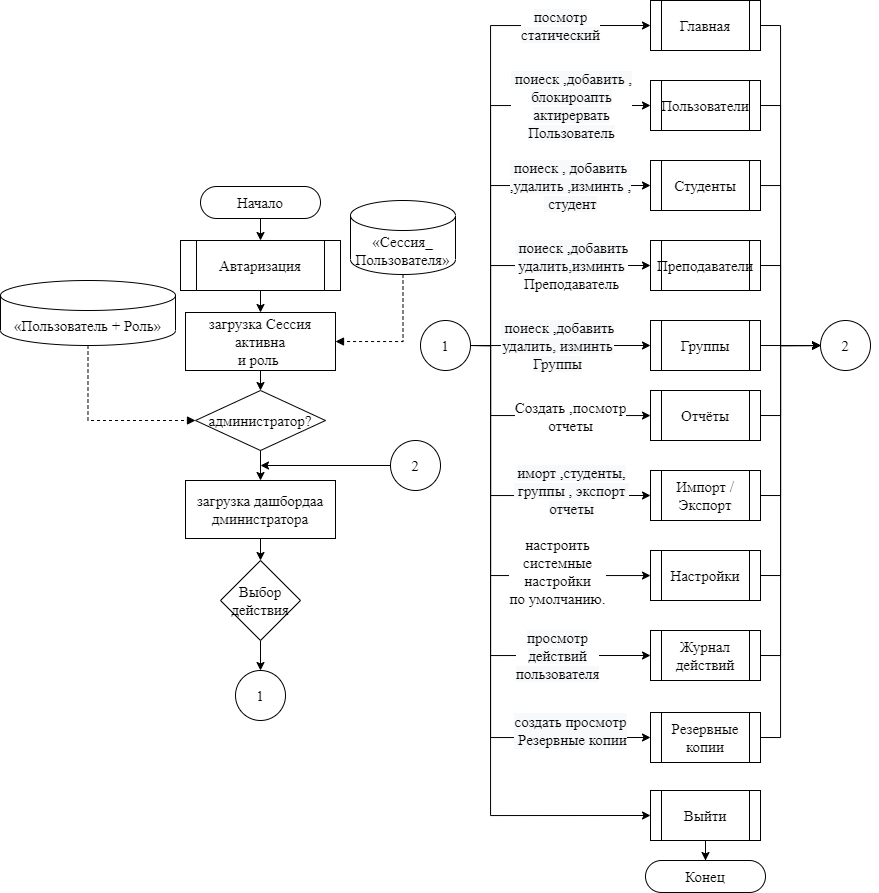 Начало
Автаризация
«Сессия_
Пользователя»
«Пользователь + Роль»
загрузка Сессия
активна
и роль
администратор?
2
загрузка дашбордаа
дминистратора
Выбор
действия
1
1
посмотр
статический
Главная
поиеск ,добавить ,
блокироапть
актирервать
Пользователь
Пользователи
поиеск , добавить
,удалить ,изминть ,
студент
Студенты
поиеск ,добавить
удалить,изминть
Преподаватель
Преподаватели
поиеск ,добавить
удалить, изминть
Группы
Группы
2
Создать ,посмотр
отчеты
Отчёты
иморт ,студенты,
группы , экспорт
отчеты
Импорт /
Экспорт
настроить
системные
настройки
по умолчанию.
Настройки
просмотр
действий
пользователя
Журнал
действий
создать просмотр
Резервные копии
Резервные
копии
Выйти
Конец